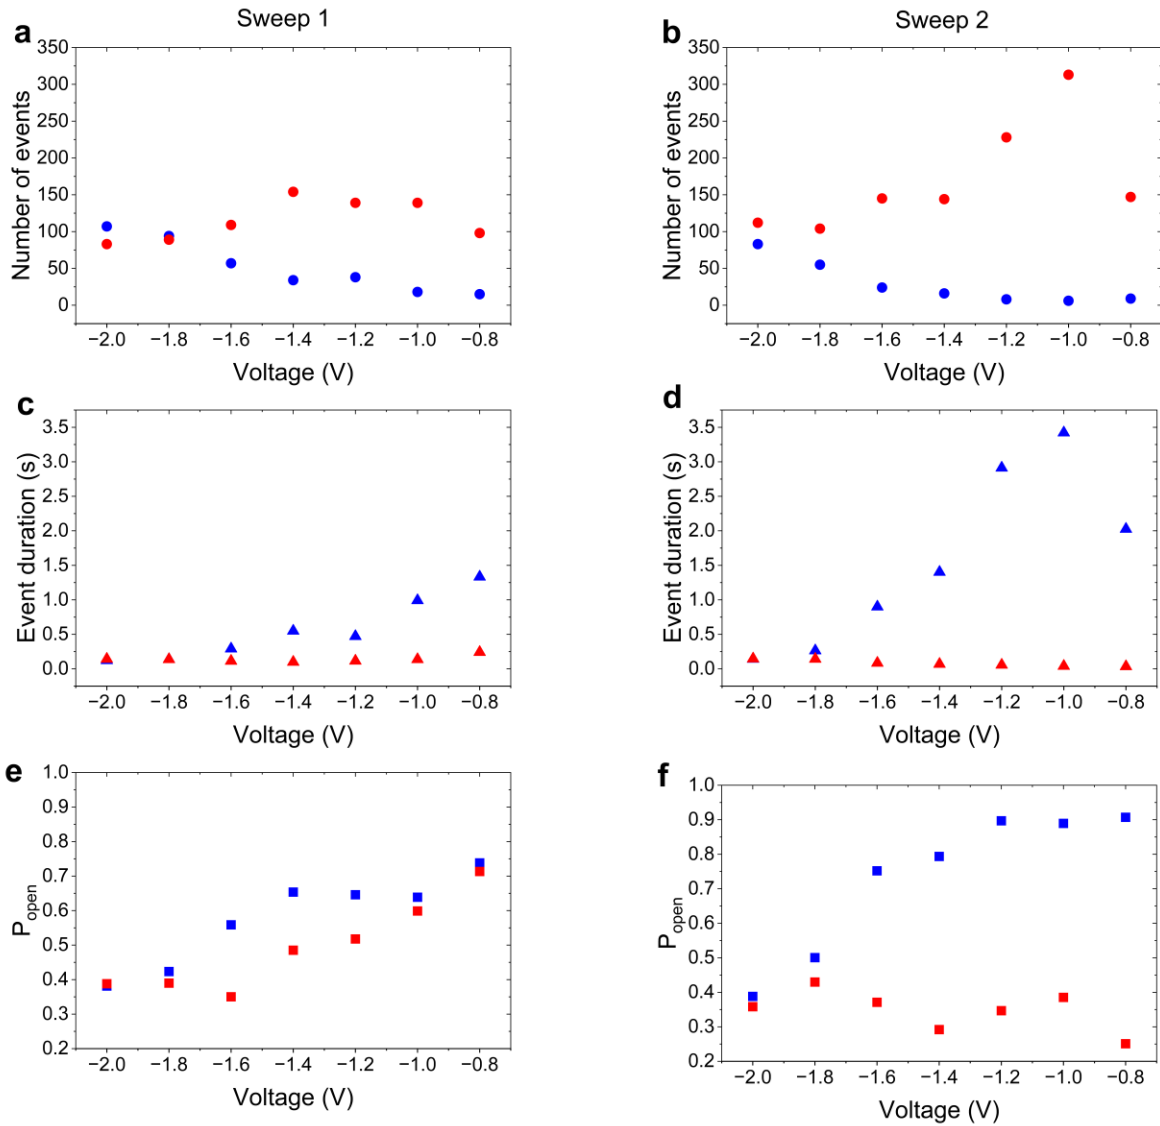 Sweep 1
Sweep 2
a
350
300
250
200
150
100
50
0
Number of events
−2.0 −1.8 −1.6 −1.4 −1.2 −1.0 −0.8
Voltage (V)
b
350
300
250
200
150
100
50
0
Number of events
−2.0 −1.8 −1.6 −1.4 −1.2 −1.0 −0.8
Voltage (V)
c
3.5
3.0
2.5
2.0
1.5
1.0
0.5
0.0
Event duration (s)
−2.0 −1.8 −1.6 −1.4 −1.2 −1.0 −0.8
Voltage (V)
d
3.5
3.0
2.5
2.0
1.5
1.0
0.5
0.0
Event duration (s)
−2.0 −1.8 −1.6 −1.4 −1.2 −1.0 −0.8
Voltage (V)
e
1.0
0.9
0.8
0.7
0.6
0.5
0.4
0.3
0.2
Popen
−2.0 −1.8 −1.6 −1.4 −1.2 −1.0 −0.8
Voltage (V)
f
1.0
0.9
0.8
0.7
0.6
0.5
0.4
0.3
0.2
Popen
−2.0 −1.8 −1.6 −1.4 −1.2 −1.0 −0.8
Voltage (V)